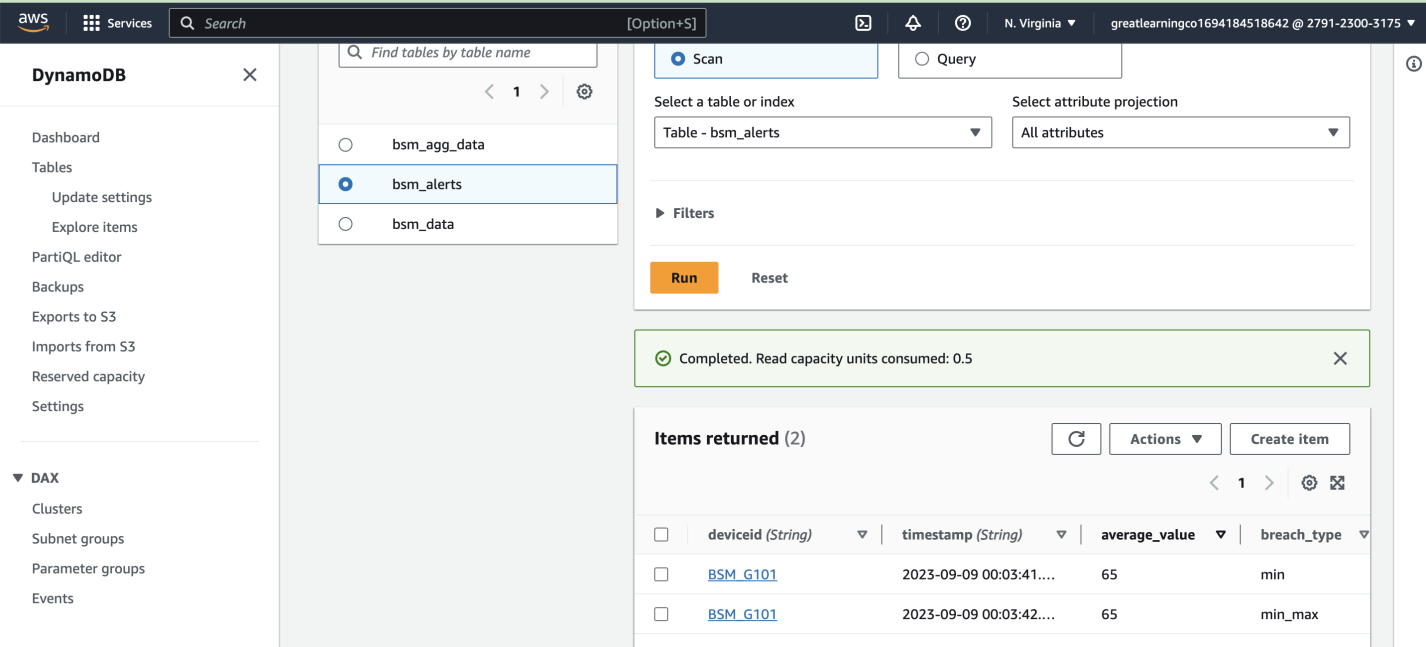 aws Services Search [Option+S] N. Virginia greatlearningco1694184518642 @ 2791-2300-3175
DynamoDB
Dashboard
Tables
Update settings
Explore items
PartiQL editor
Backups
Exports to S3
Imports from S3
Reserved capacity
Settings
DAX
Clusters
Subnet groups
Parameter groups
Events
Find tables by table name
1
bsm_agg_data
bsm_alerts
bsm_data
Scan Query
Select a table or index Select attribute projection
Table - bsm_alerts All attributes
Filters
Run Reset
Completed. Read capacity units consumed: 0.5
Items returned (2) Actions Create item
1
deviceid (String) timestamp (String) average_value breach_type
BSM_G101 2023-09-09 00:03:41.... 65 min
BSM_G101 2023-09-09 00:03:42.... 65 min_max